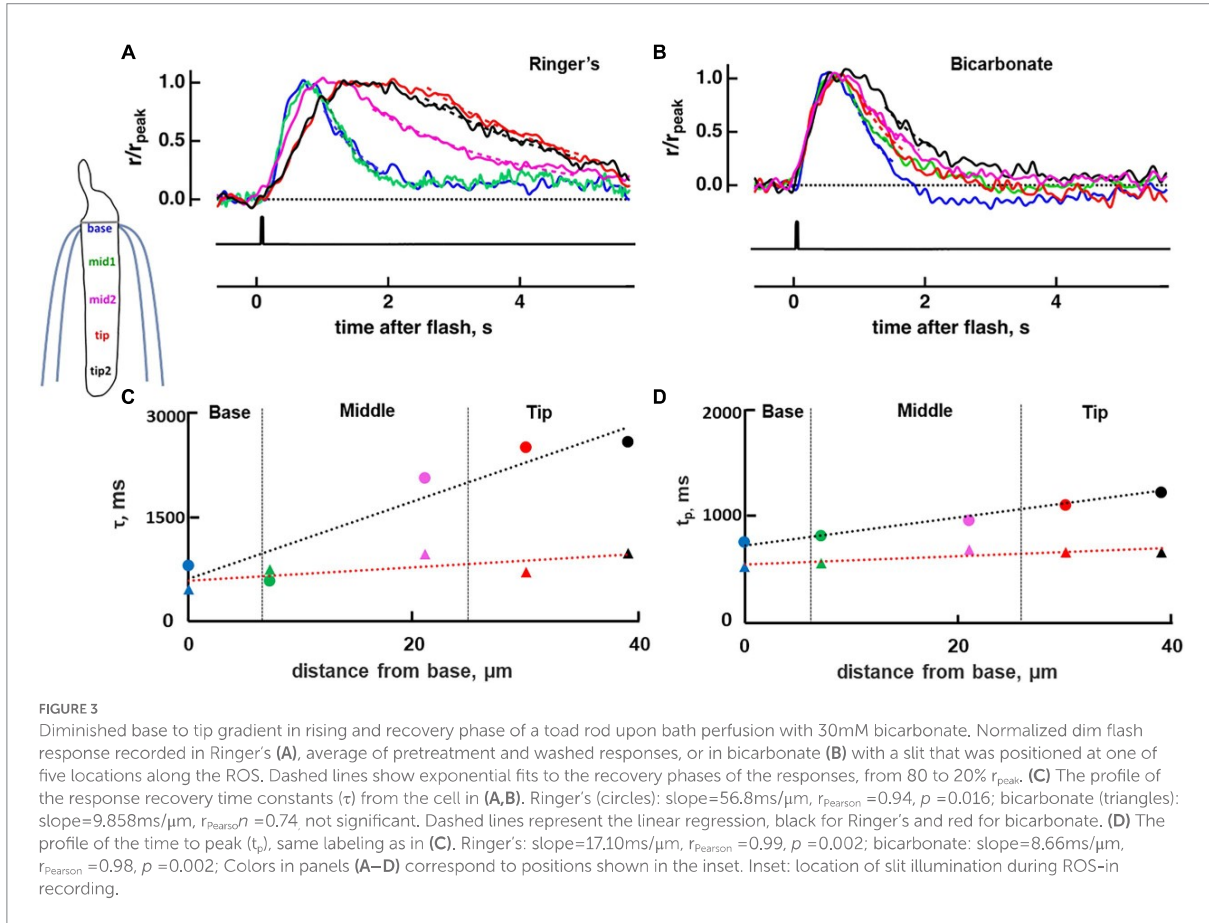 A
Ringer's
1.0
0.5
0.0
r/rpeak
0
2
4
time after flash, s
B
Bicarbonate
1.0
0.5
0.0
r/rpeak
0
2
4
time after flash, s
base
mid1
mid2
tip
tip2
C
Base
Middle
Tip
3000
1500
0
τ, ms
0
20
40
distance from base, µm
D
Base
Middle
Tip
2000
1000
0
tp, ms
0
20
40
distance from base, µm
FIGURE 3
Diminished base to tip gradient in rising and recovery phase of a toad rod upon bath perfusion with 30mM bicarbonate. Normalized dim flash
response recorded in Ringer's (A), average of pretreatment and washed responses, or in bicarbonate (B) with a slit that was positioned at one of
five locations along the ROS. Dashed lines show exponential fits to the recovery phases of the responses, from 80 to 20% rpeak. (C) The profile of
the response recovery time constants (τ) from the cell in (A,B). Ringer's (circles): slope=56.8ms/µm, rPearson =0.94, p =0.016; bicarbonate (triangles):
slope=9.858ms/µm, rPearson =0.74, not significant. Dashed lines represent the linear regression, black for Ringer's and red for bicarbonate. (D) The
profile of the time to peak (tp), same labeling as in (C). Ringer's: slope=17.10ms/µm, rPearson =0.99, p =0.002; bicarbonate: slope=8.66ms/µm,
rPearson =0.98, p =0.002; Colors in panels (A–D) correspond to positions shown in the inset. Inset: location of slit illumination during ROS-in
recording.